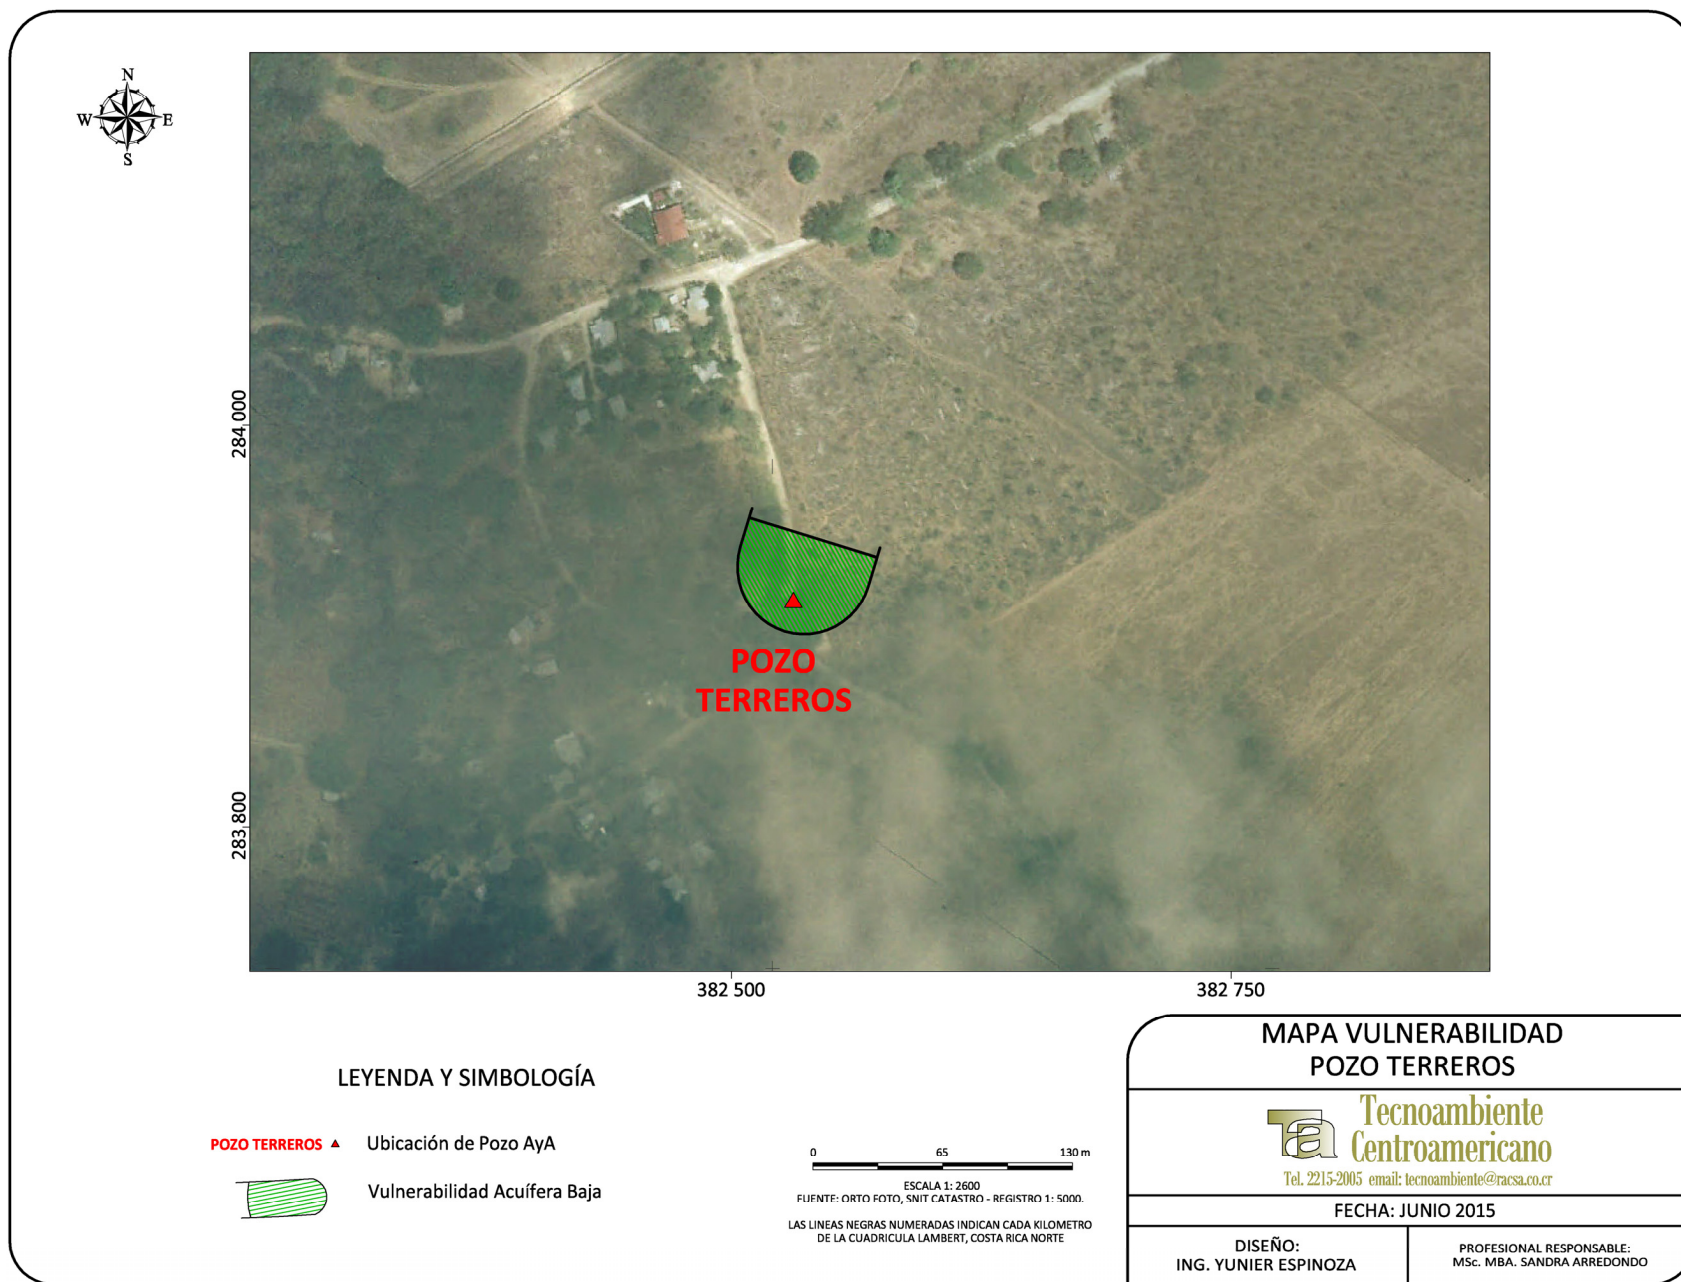 N
W E
S
284 000
283 800
POZO
TERREROS
382 500
382 750
LEYENDA Y SIMBOLOGÍA
POZO TERREROS
Ubicación de Pozo AyA
Vulnerabilidad Acuífera Baja
0 65 130 m
ESCALA 1: 2600
FUENTE: ORTO FOTO, SNIT CATASTRO - REGISTRO 1: 5000.
LAS LINEAS NEGRAS NUMERADAS INDICAN CADA KILOMETRO
DE LA CUADRICULA LAMBERT, COSTA RICA NORTE
MAPA VULNERABILIDAD
POZO TERREROS
Ta
Tecnoambiente
Centroamericano
Tel. 2215-2005 email: tecnoambiente@racsa.co.cr
FECHA: JUNIO 2015
DISEÑO:
ING. YUNIER ESPINOZA
PROFESIONAL RESPONSABLE:
MSc. MBA. SANDRA ARREDONDO